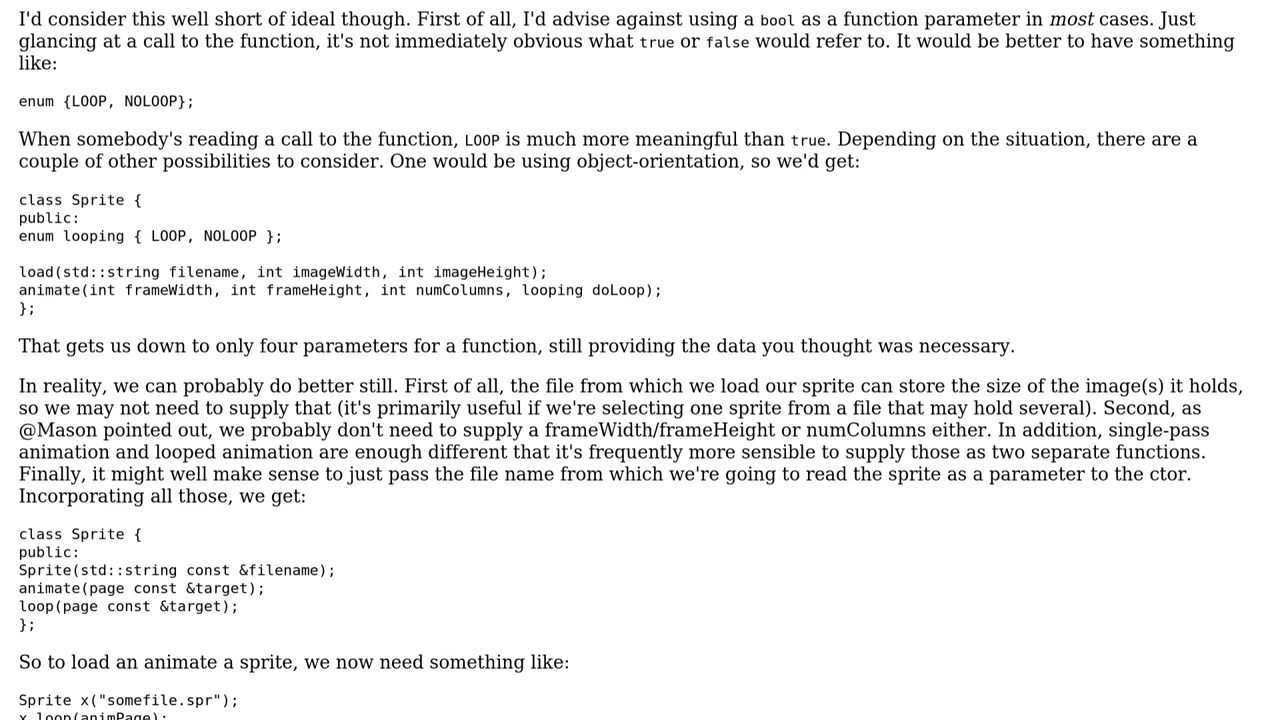 I'd consider this well short of ideal though. First of all, I'd advise against using a bool as a function parameter in most cases. Just
glancing at a call to the function, it's not immediately obvious what true or false would refer to. It would be better to have something
like:
enum {LOOP, NOLOOP};
When somebody's reading a call to the function, LOOP is much more meaningful than true. Depending on the situation, there are a
couple of other possibilities to consider. One would be using object-orientation, so we'd get:
class Sprite {
public:
enum looping { LOOP, NOLOOP };
load(std::string filename, int imageWidth, int imageHeight);
animate(int frameWidth, int frameHeight, int numColumns, looping doLoop);
};
That gets us down to only four parameters for a function, still providing the data you thought was necessary.
In reality, we can probably do better still. First of all, the file from which we load our sprite can store the size of the image(s) it holds,
so we may not need to supply that (it's primarily useful if we're selecting one sprite from a file that may hold several). Second, as
@Mason pointed out, we probably don't need to supply a frameWidth/frameHeight or numColumns either. In addition, single-pass
animation and looped animation are enough different that it's frequently more sensible to supply those as two separate functions.
Finally, it might well make sense to just pass the file name from which we're going to read the sprite as a parameter to the ctor.
Incorporating all those, we get:
class Sprite {
public:
Sprite(std::string const &filename);
animate(page const &target);
loop(page const &target);
};
So to load an animate a sprite, we now need something like:
Sprite x("somefile.spr");
x.loop(animPage);